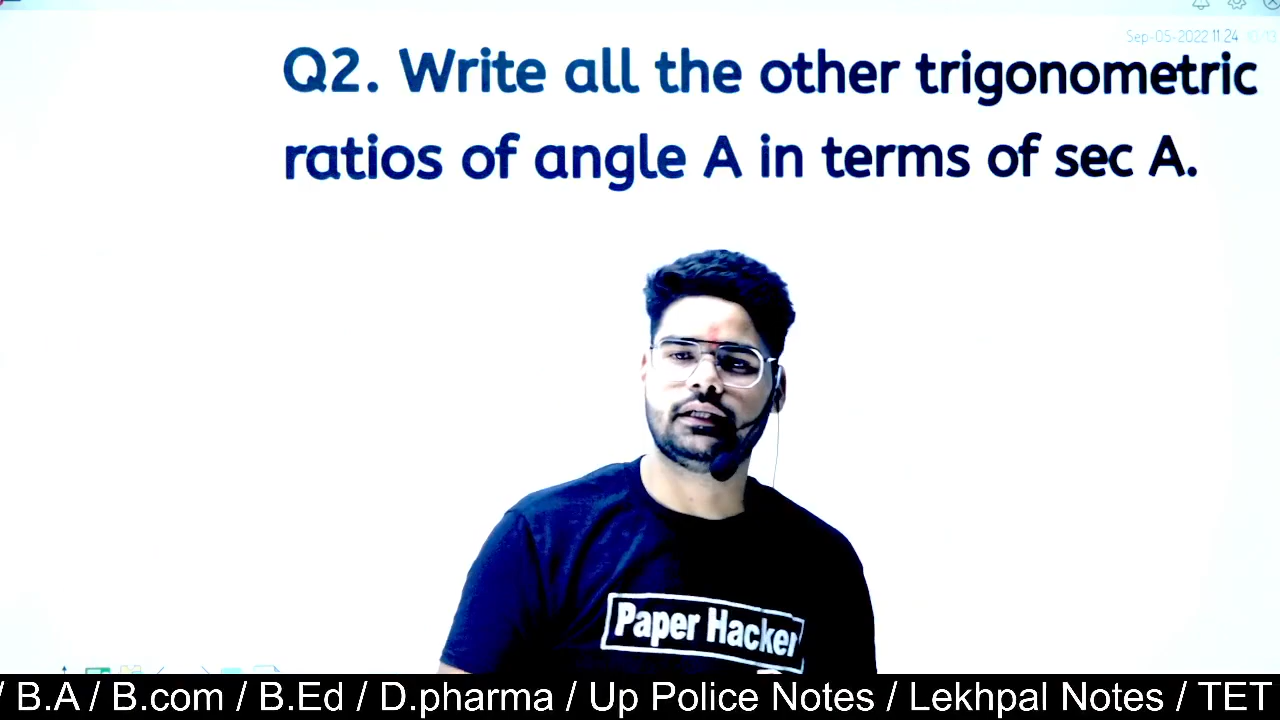 Sep-05-2022 11 24
Q2. Write all the other trigonometric
ratios of angle A in terms of sec A.
Paper Hacker
/ B.A / B.com / B.Ed / D.pharma / Up Police Notes / Lekhpal Notes / TET